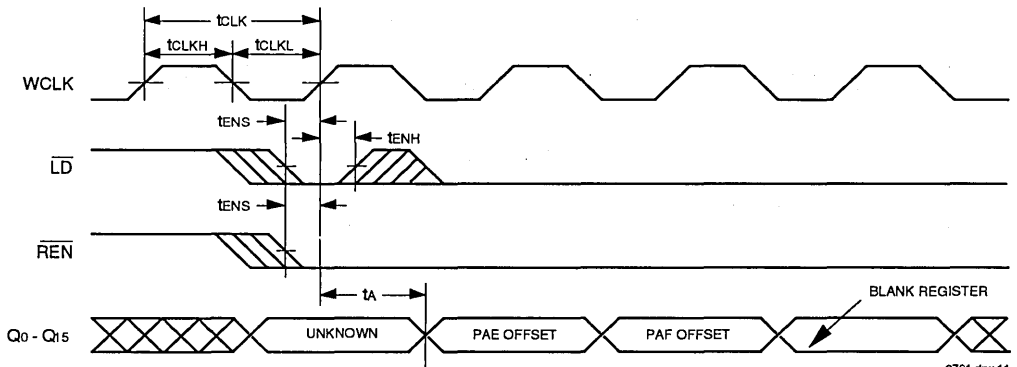 tCLK
tCLKH
tCLKL
WCLK
tENS
tENH
LD
tENS
REN
tA
BLANK REGISTER
Q0 - Q15
UNKNOWN
PAE OFFSET
PAF OFFSET